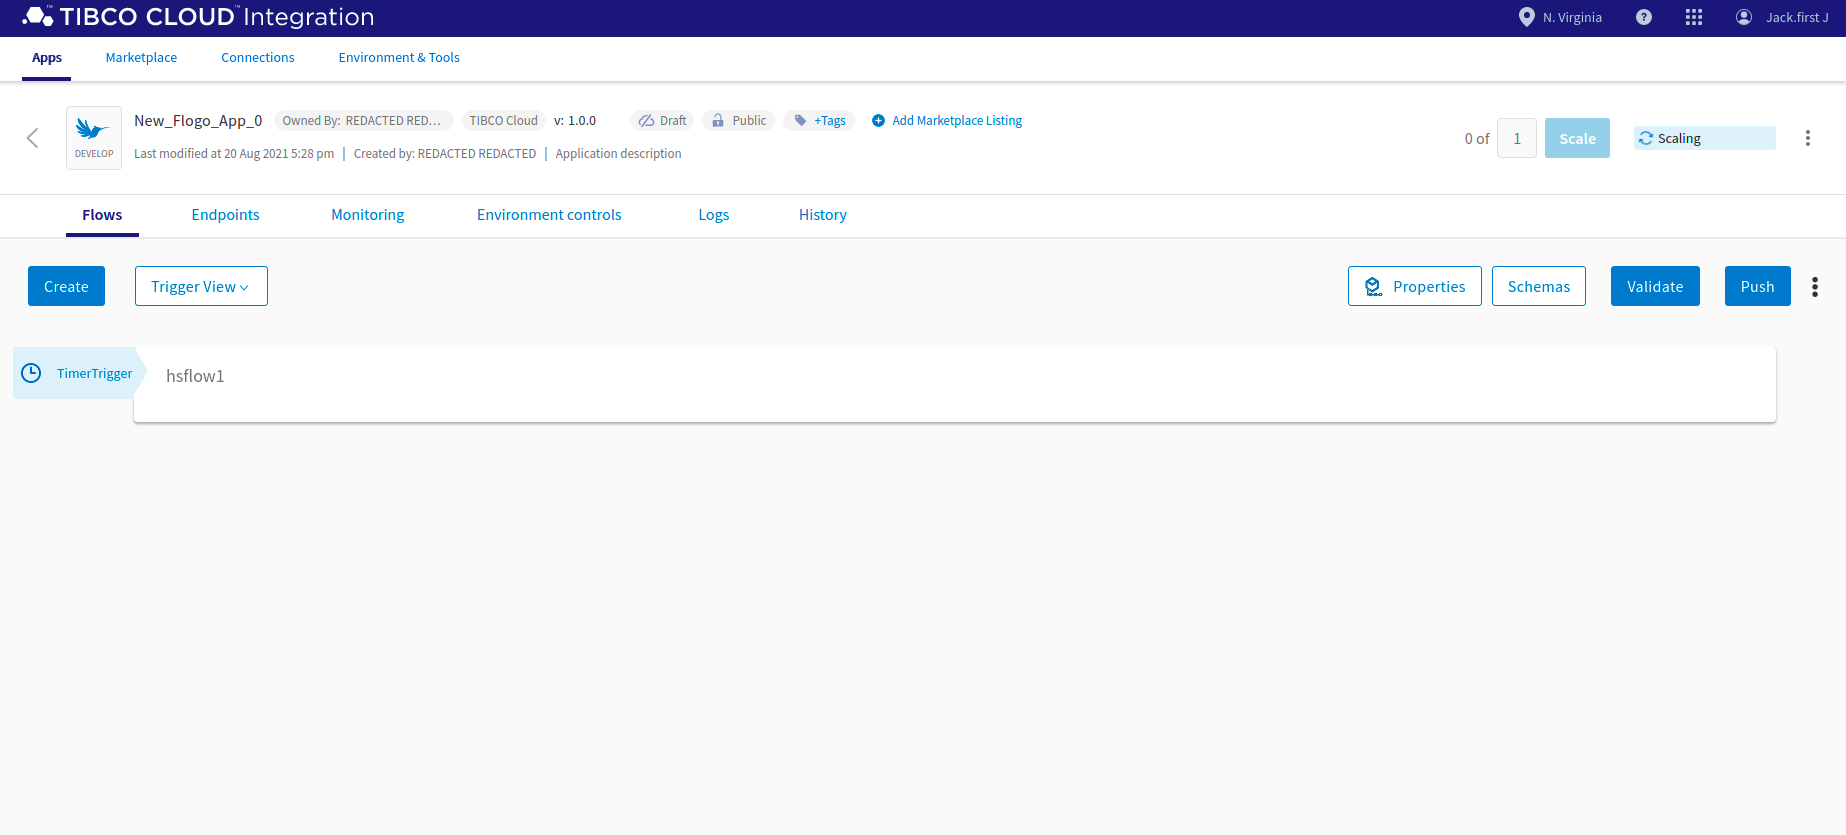 TIBCO CLOUD™ Integration
N. Virginia
?
Jack.first J
Apps Marketplace Connections Environment & Tools
DEVELOP
New_Flogo_App_0 Owned By: REDACTED RED... TIBCO Cloud v: 1.0.0 Draft Public +Tags Add Marketplace Listing
Last modified at 20 Aug 2021 5:28 pm | Created by: REDACTED REDACTED | Application description
0 of 1 Scale Scaling
Flows Endpoints Monitoring Environment controls Logs History
Create Trigger View Properties Schemas Validate Push
TimerTrigger hsflow1